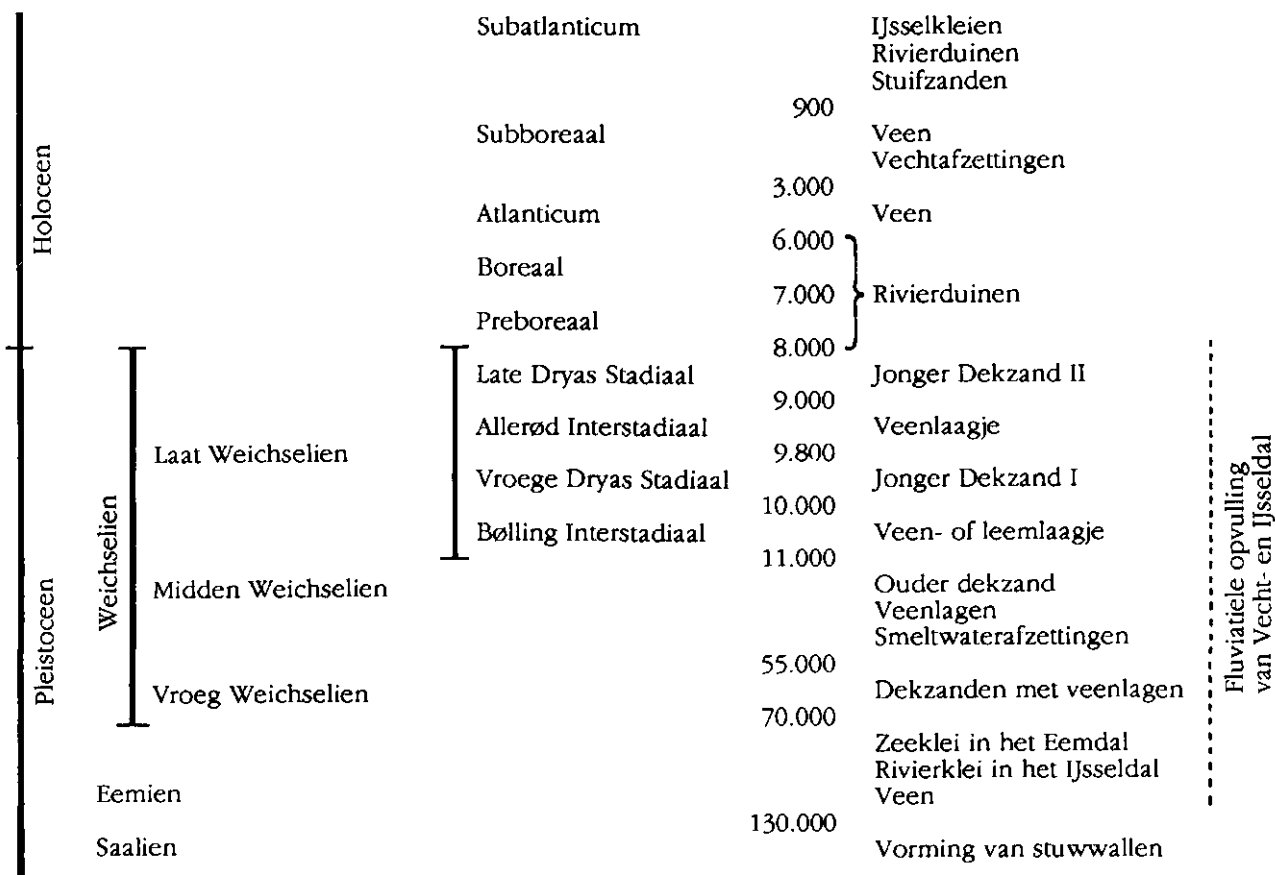 Subatlanticum IJsselkleien
Rivierduinen
Stuifzanden
900
Subboreaal Veen
Vechtafzettingen
3.000
Atlanticum Veen
6.000
Boreaal
7.000 Rivierduinen
Preboreaal
8.000
Late Dryas Stadiaal Jonger Dekzand II
9.000
Allerød Interstadiaal Veenlaagje
Laat Weichselien 9.800
Vroege Dryas Stadiaal Jonger Dekzand I
10.000
Bølling Interstadiaal Veen- of leemlaagje
11.000
Midden Weichselien Ouder dekzand
Veenlagen
Smeltwaterafzettingen
55.000
Vroeg Weichselien Dekzanden met veenlagen
70.000
Zeeklei in het Eemdal
Rivierklei in het IJsseldal
Eemien Veen
130.000
Saalien Vorming van stuwwallen
Holoceen
Pleistoceen
Weichselien
Fluviatiele opvulling
van Vecht- en IJsseldal